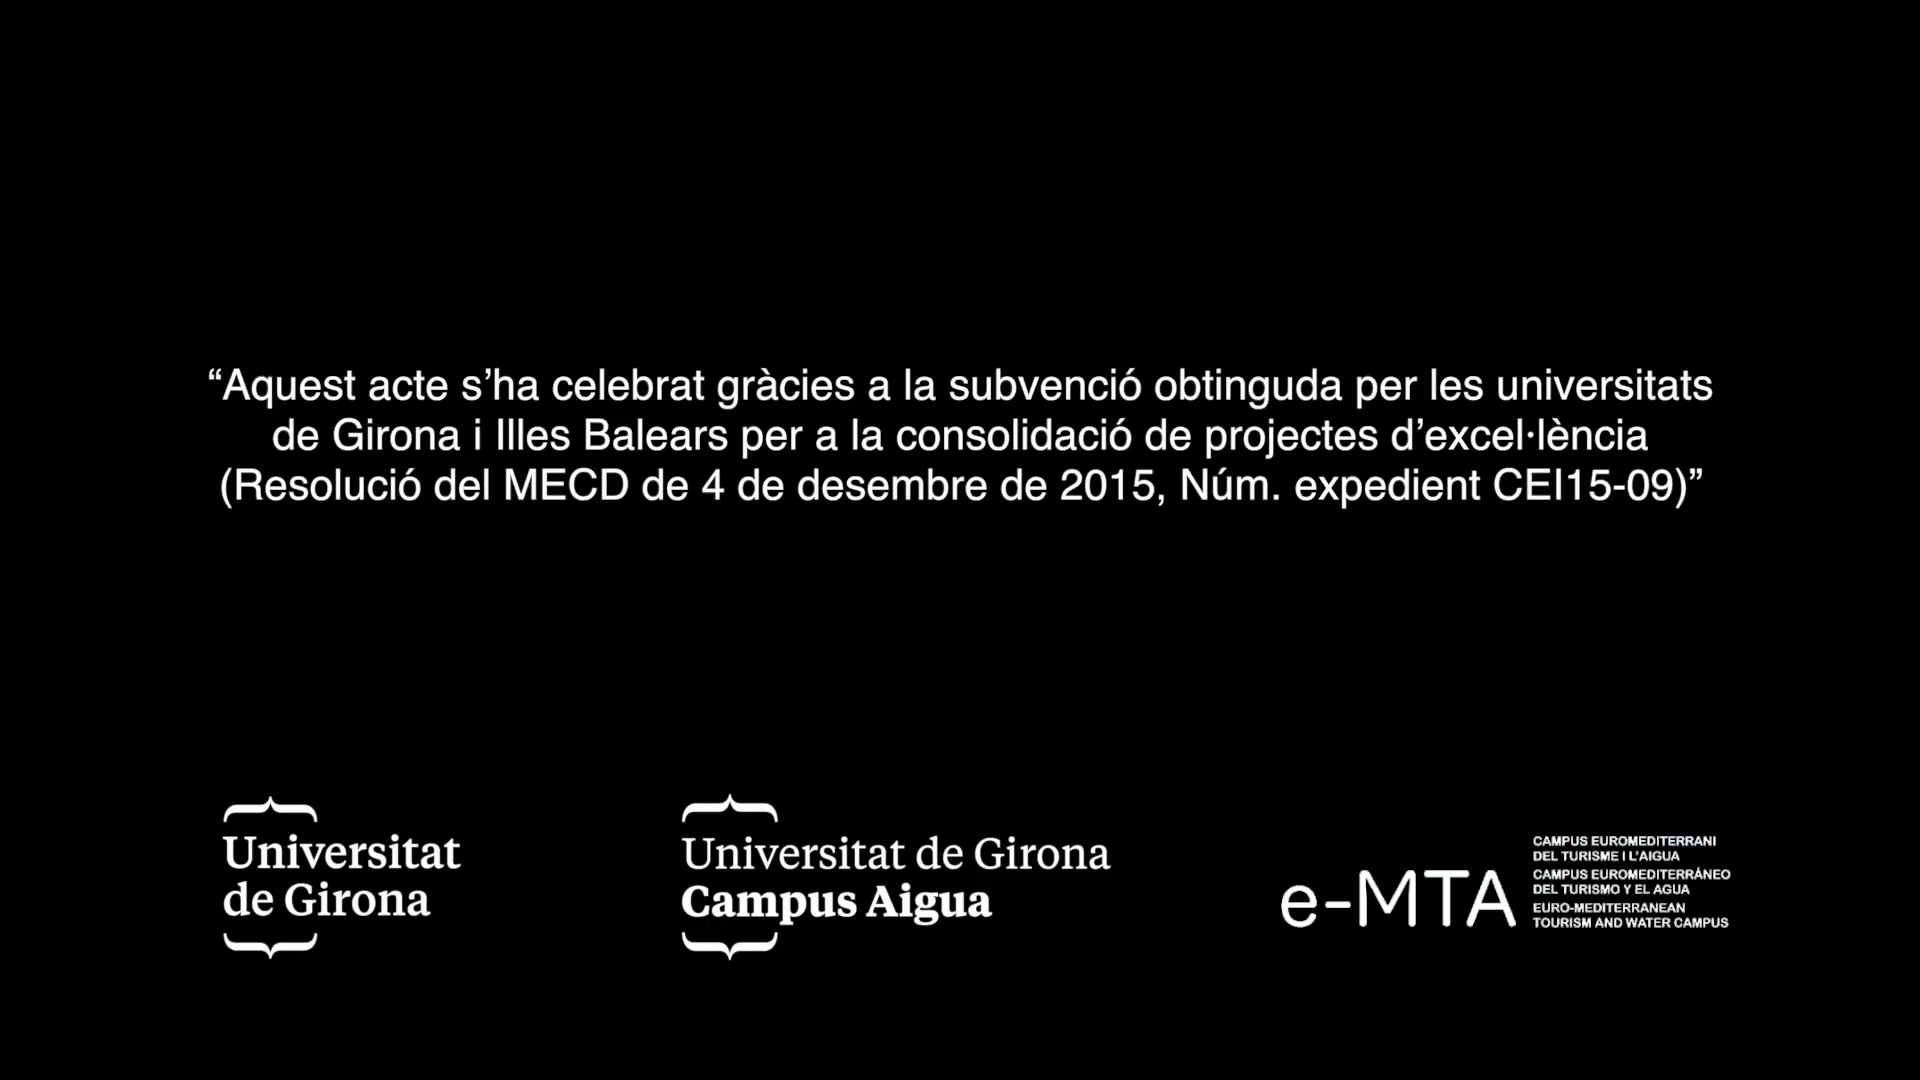 “Aquest acte s’ha celebrat gràcies a la subvenció obtinguda per les universitats
de Girona i Illes Balears per a la consolidació de projectes d’excel·lència
(Resolució del MECD de 4 de desembre de 2015, Núm. expedient CEI15-09)”
Universitat
de Girona
Universitat de Girona
Campus Aigua
e-MTA
CAMPUS EUROMEDITERRANI
DEL TURISME I L’AIGUA
CAMPUS EUROMEDITERRÁNEO
DEL TURISMO Y EL AGUA
EURO-MEDITERRANEAN
TOURISM AND WATER CAMPUS